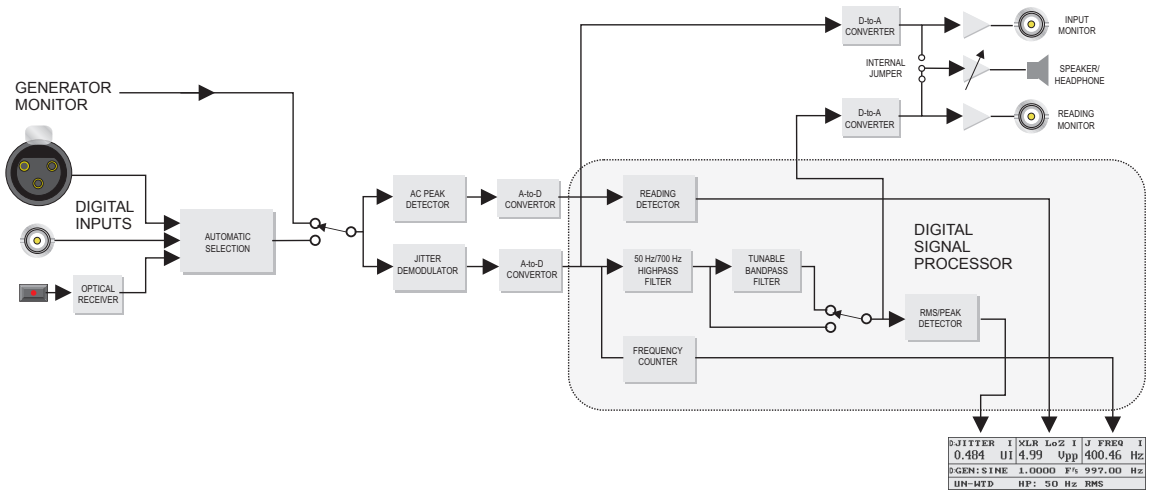 D-to-A
CONVERTER
INPUT
MONITOR
INTERNAL
JUMPER
SPEAKER/
HEADPHONE
GENERATOR
MONITOR
D-to-A
CONVERTER
READING
MONITOR
DIGITAL
INPUTS
AC PEAK
DETECTOR
A-to-D
CONVERTOR
READING
DETECTOR
AUTOMATIC
SELECTION
DIGITAL
SIGNAL
PROCESSOR
JITTER
DEMODULATOR
A-to-D
CONVERTOR
50 Hz/700 Hz
HIGHPASS
FILTER
TUNABLE
BANDPASS
FILTER
OPTICAL
RECEIVER
RMS/PEAK
DETECTOR
FREQUENCY
COUNTER
D:JITTER I XLR LoZ I J FREQ I
0.484 UI 4.99 Vpp 400.46 Hz
D:GEN:SINE 1.0000 Ffs 997.00 Hz
UN-WTD HP: 50 Hz RMS